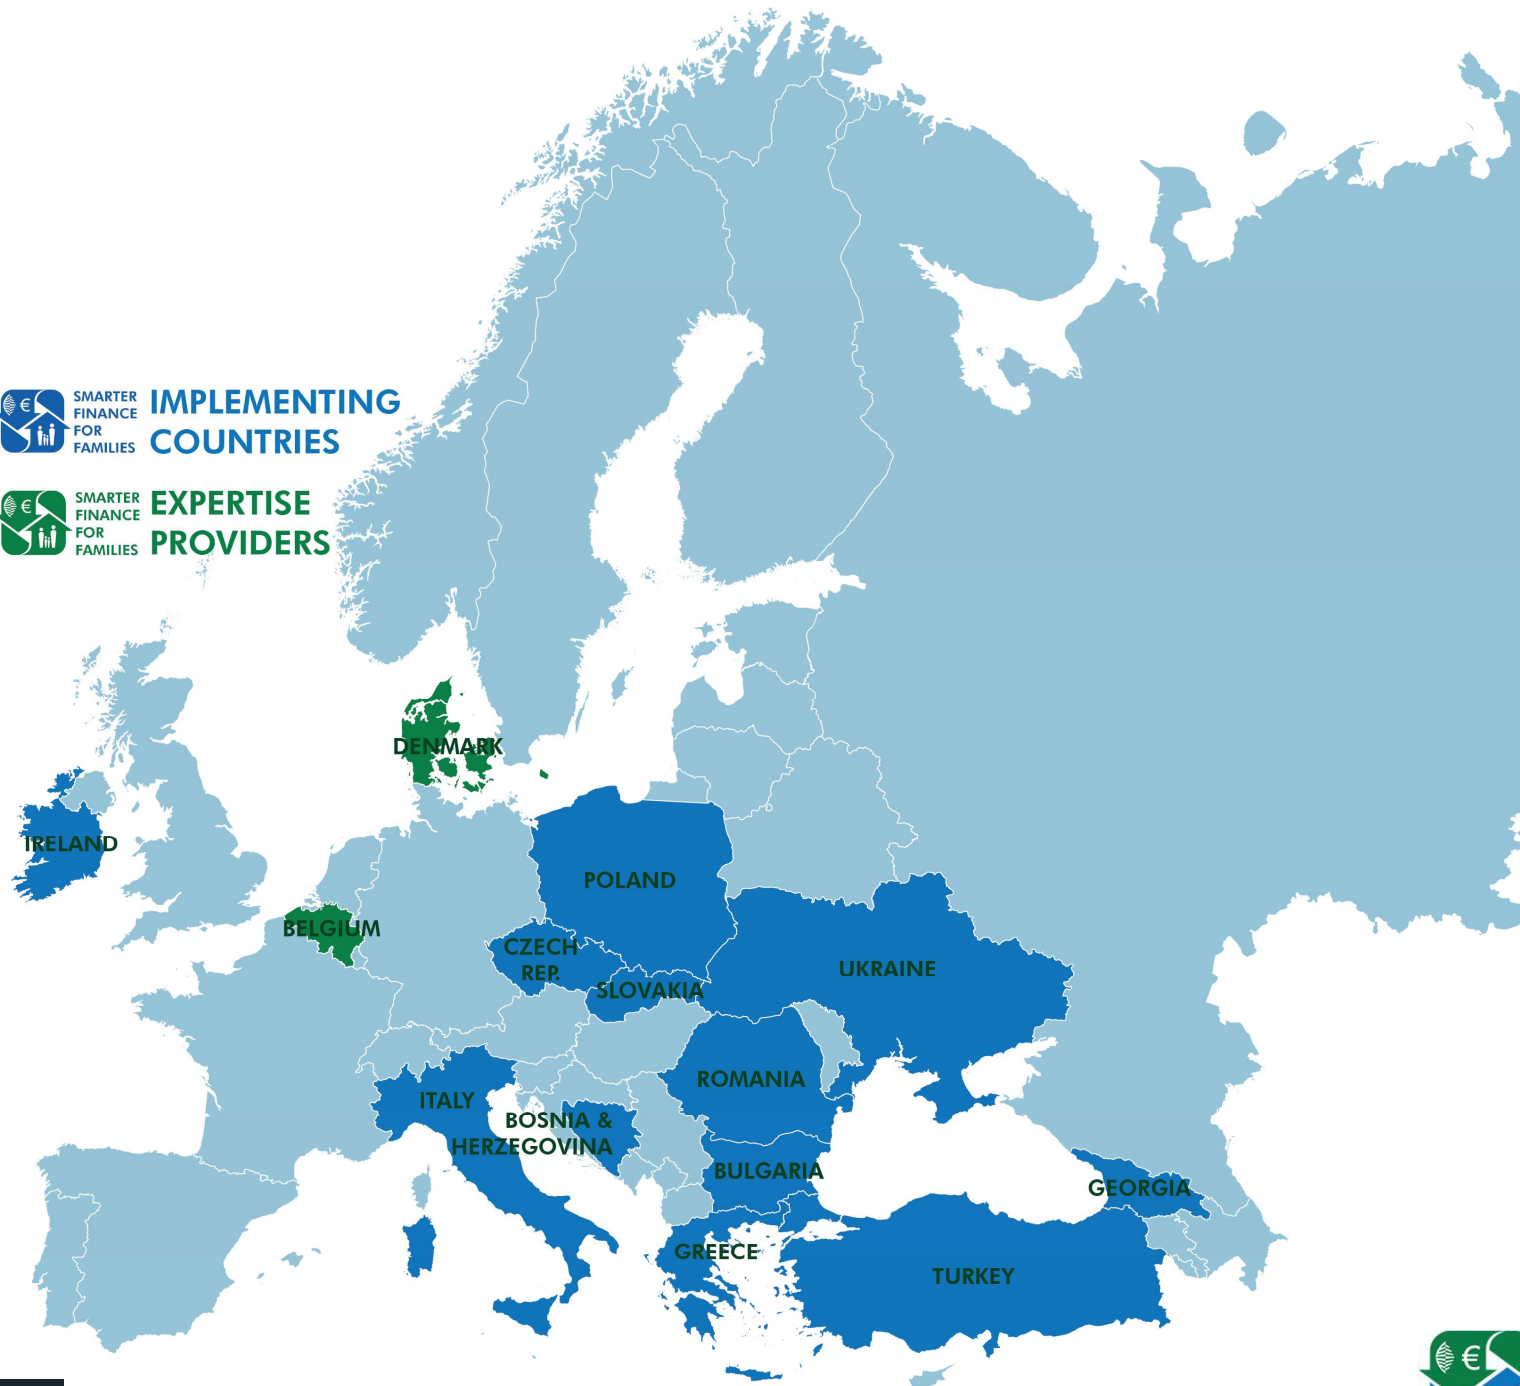 SMARTER
FINANCE
FOR
FAMILIES
IMPLEMENTING
COUNTRIES
SMARTER
FINANCE
FOR
FAMILIES
EXPERTISE
PROVIDERS
DENMARK
IRELAND
POLAND
BELGIUM
CZECH
REP.
SLOVAKIA
UKRAINE
ROMANIA
ITALY
BOSNIA &
HERZEGOVINA
BULGARIA
GEORGIA
GREECE
TURKEY
€